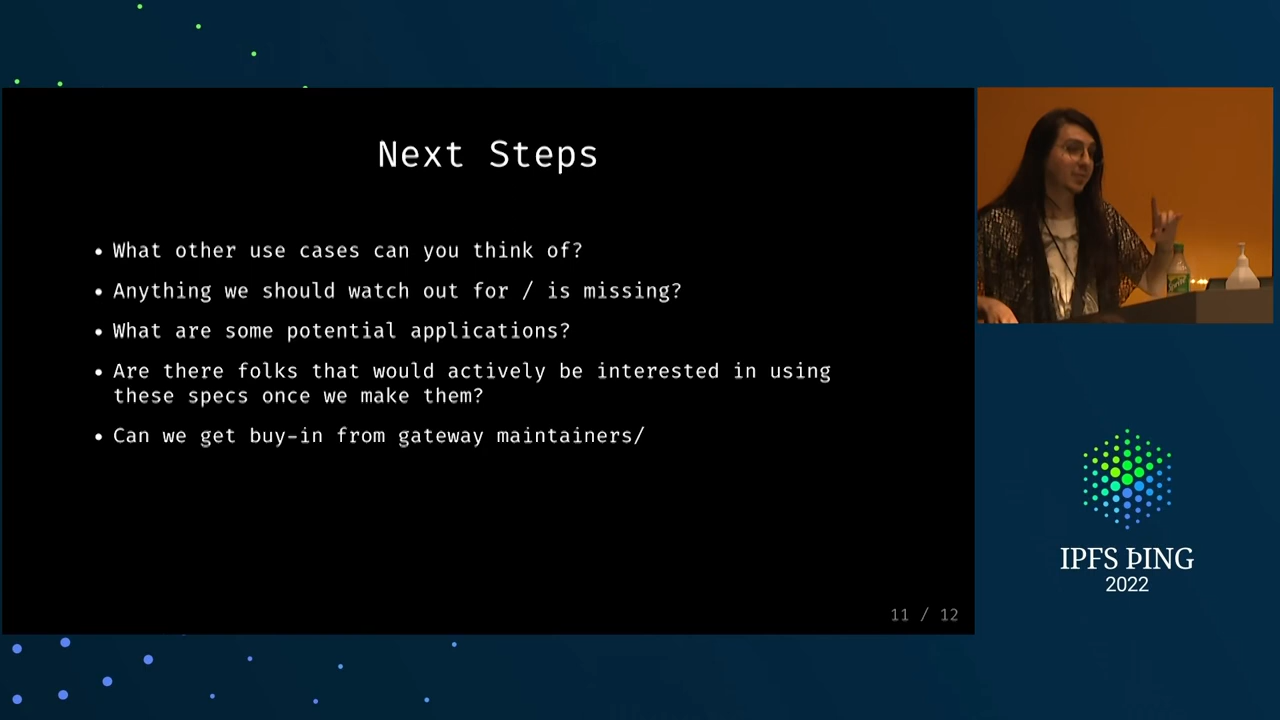 Next Steps
• What other use cases can you think of?
• Anything we should watch out for / is missing?
• What are some potential applications?
• Are there folks that would actively be interested in using
these specs once we make them?
• Can we get buy-in from gateway maintainers/
11 / 12
IPFS ÞING
2022